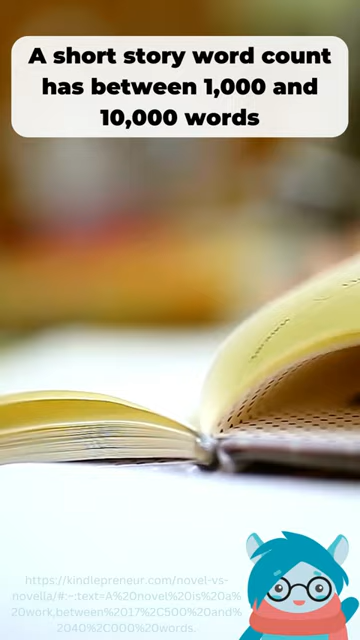 A short story word count
has between 1,000 and
10,000 words
https://kindlepreneur.com/novel-vs-
novella/#:~:text=A%20novel%20is%20a%
20work,between%2017%2C500%20and%
2040%2C000%20words.